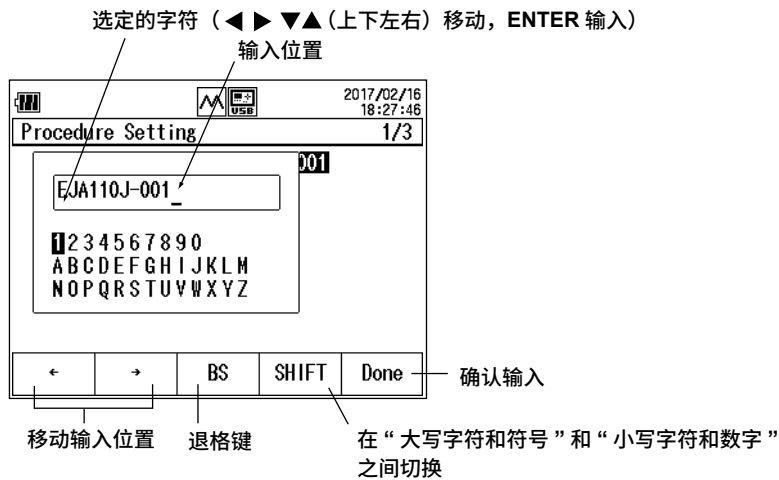 选定的字符（◀ ▶ ▼▲（上下左右）移动，ENTER 输入）
输入位置
USB
2017/02/16
18:27:46
Procedure Setting 1/3
001
EJA110J-001_
1234567890
ABCDEFGHIJKLM
NOPQRSTUVWXYZ
← → BS SHIFT Done
确认输入
移动输入位置 退格键 在“大写字符和符号”和“小写字符和数字”
之间切换